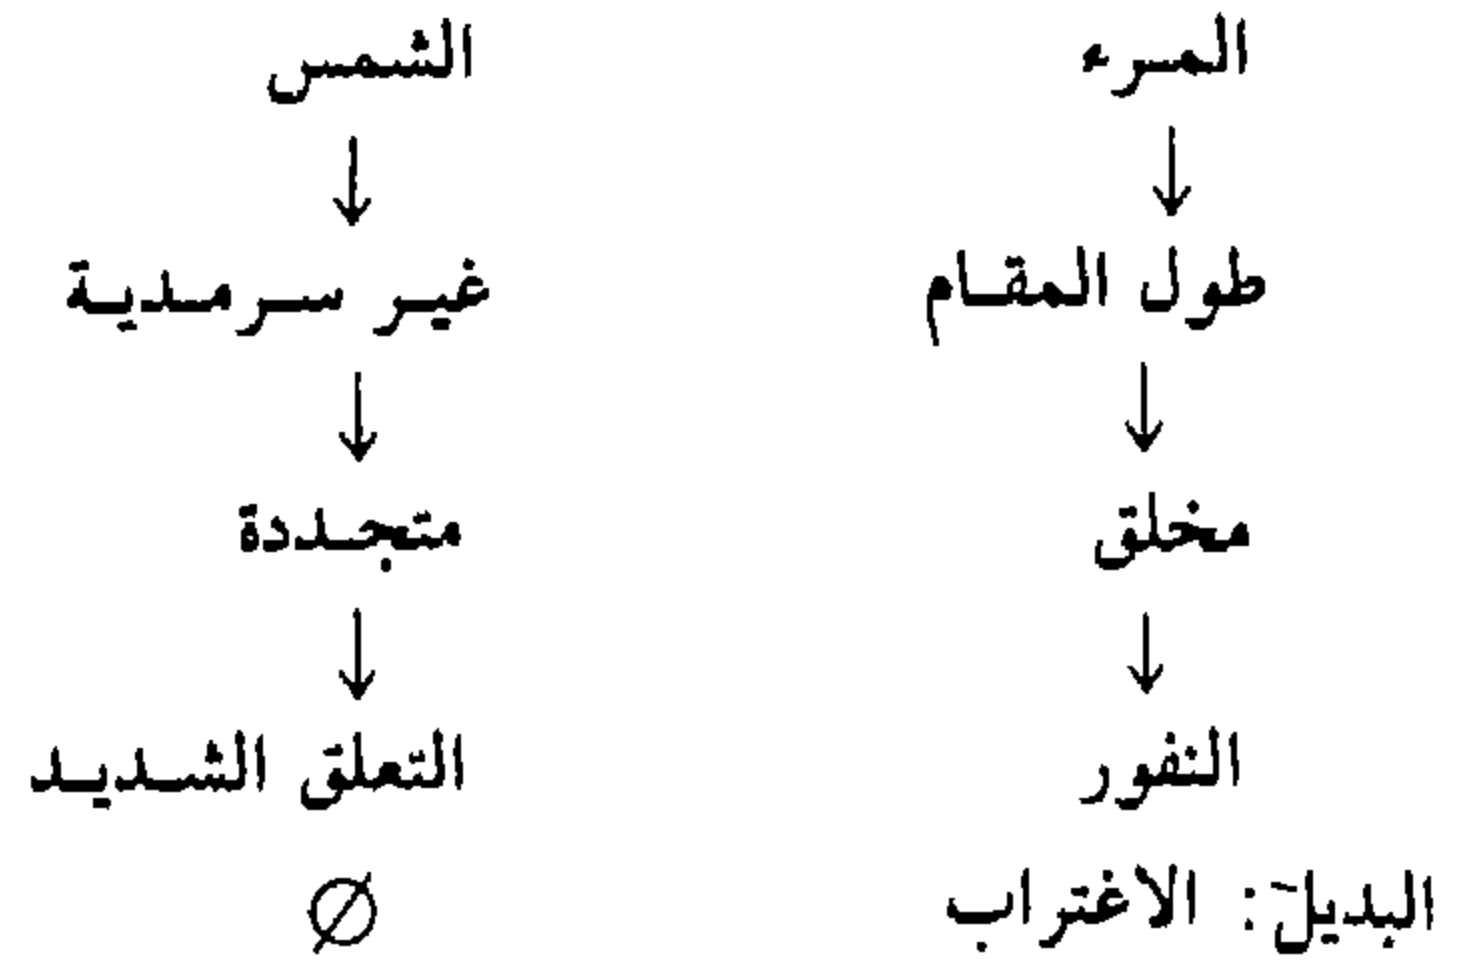 المرء الشمس
↓ ↓
طول المقام غير سرمدية
↓ ↓
مخلق متجددة
↓ ↓
النفور التعلق الشديد
البديل: الاغتراب ∅